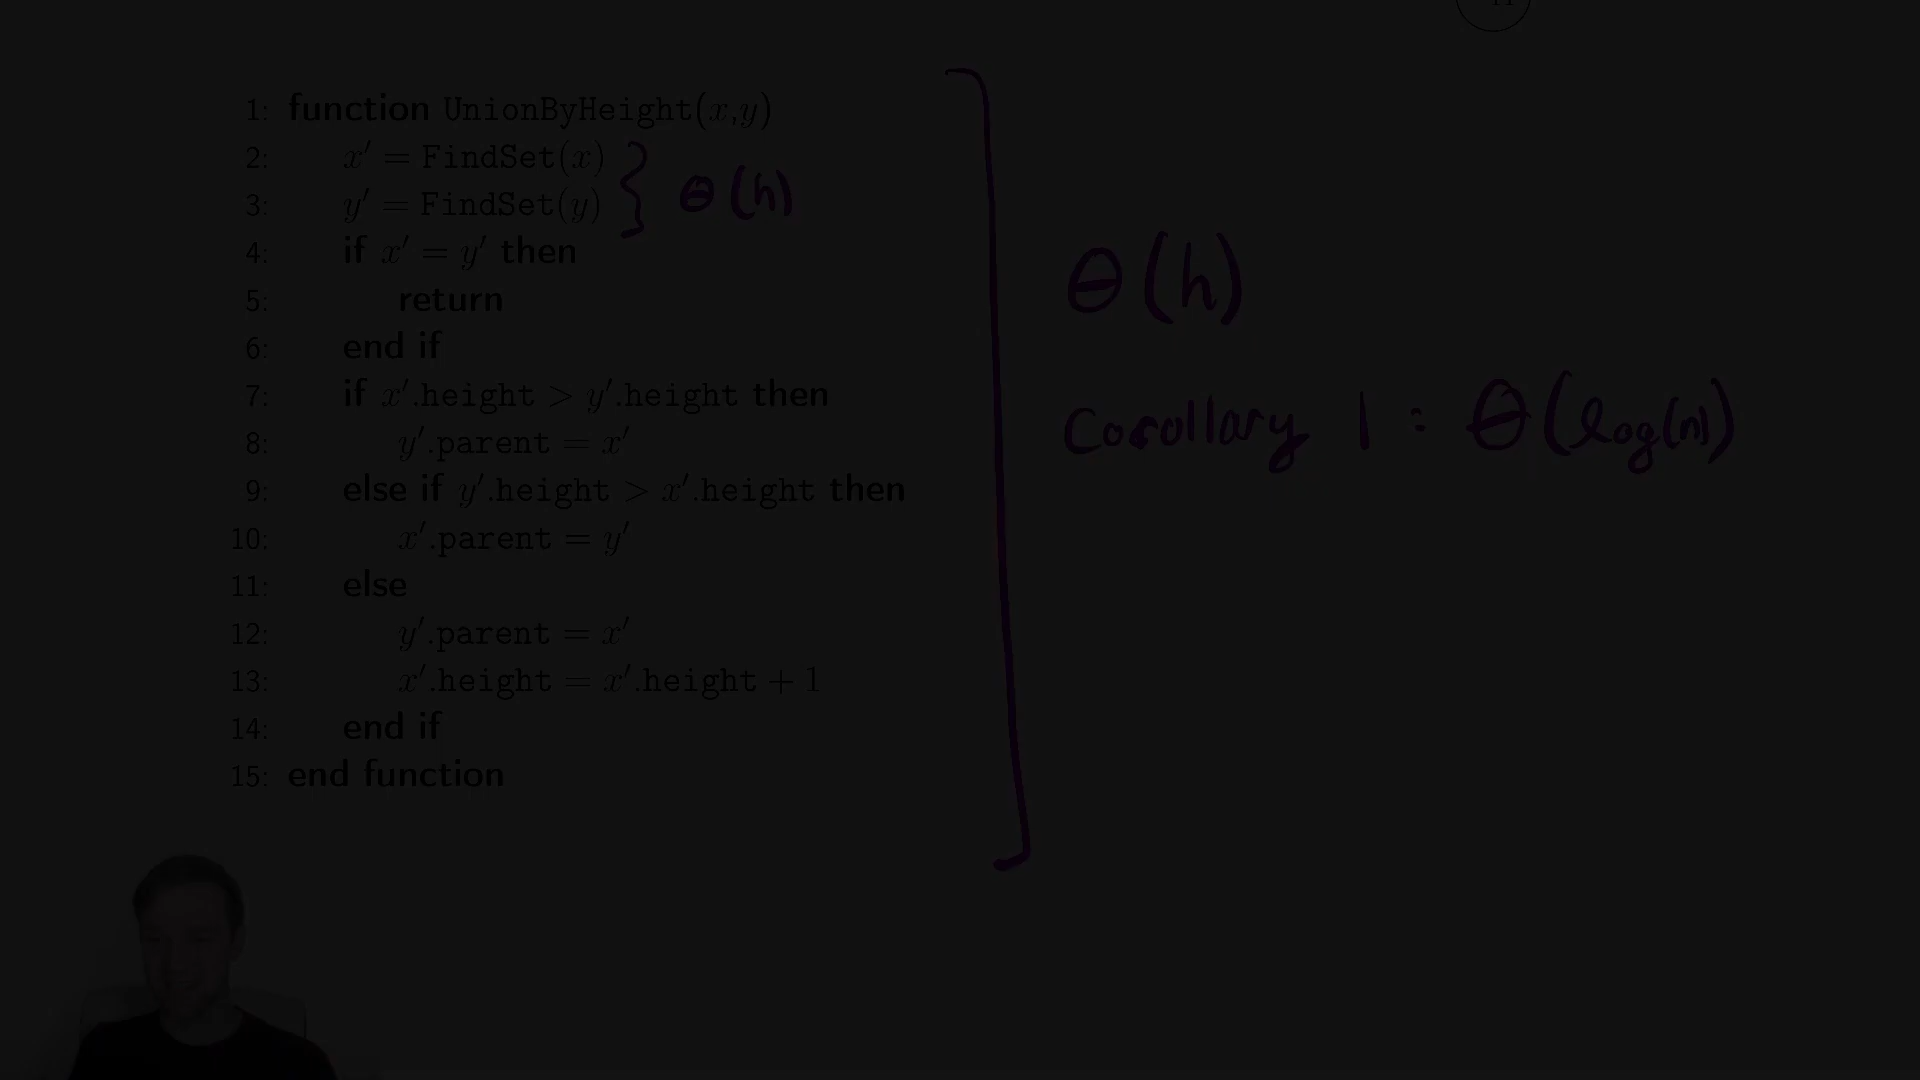 1: function UnionByHeight(x,y)
2: x′ = FindSet(x)
3: y′ = FindSet(y)
Θ(h)
4: if x′ = y′ then
5: return
6: end if
7: if x′.height > y′.height then
8: y′.parent = x′
9: else if y′.height > x′.height then
10: x′.parent = y′
11: else
12: y′.parent = x′
13: x′.height = x′.height + 1
14: end if
15: end function
Θ(h)
Corollary 1: Θ(log(n))